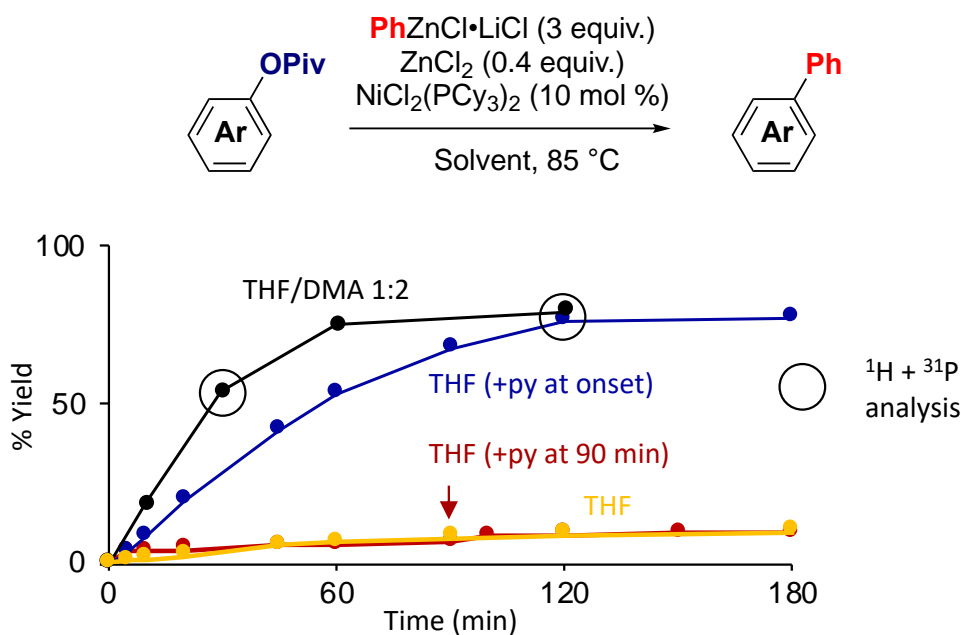 PhZnCl•LiCl (3 equiv.)
ZnCl₂ (0.4 equiv.)
NiCl₂(PCy₃)₂ (10 mol %)
Solvent, 85 °C
OPiv
Ar
Ph
Ar
100
50
0
% Yield
THF/DMA 1:2
THF (+py at onset)
THF (+py at 90 min)
THF
¹H + ³¹P
analysis
0
60
120
180
Time (min)